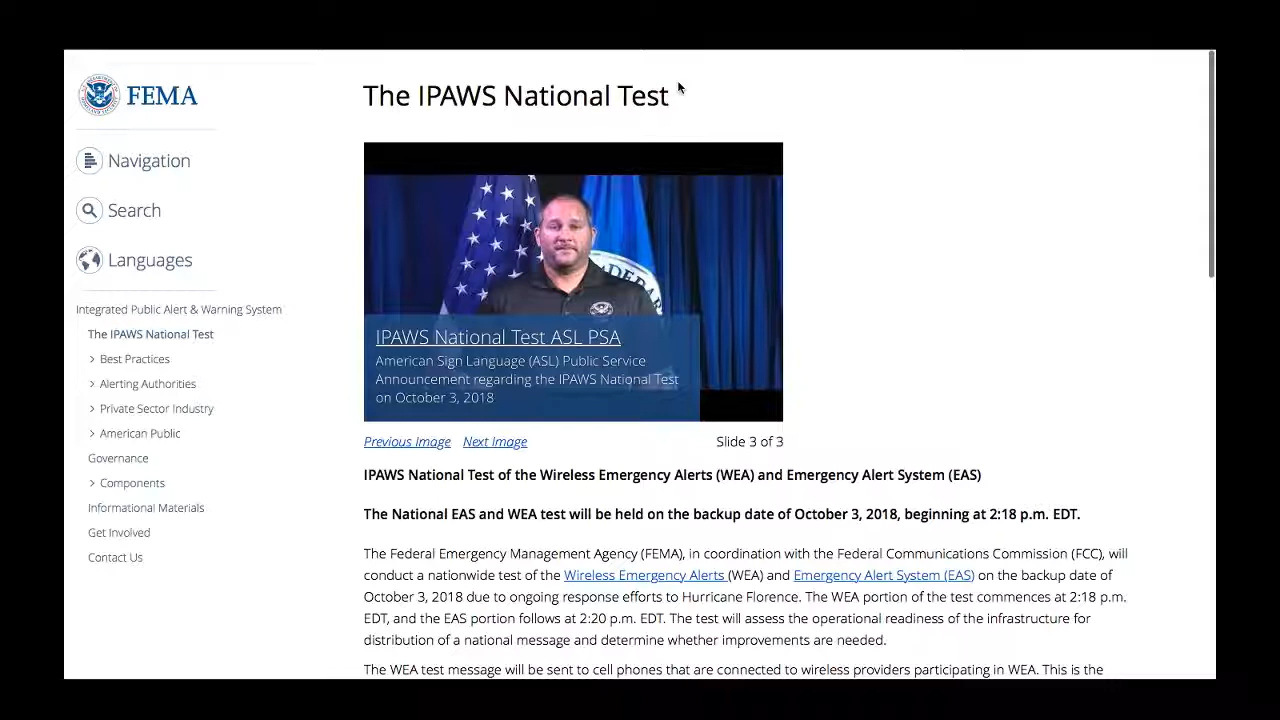 FEMA
Navigation
Search
Languages
Integrated Public Alert & Warning System
The IPAWS National Test
Best Practices
Alerting Authorities
Private Sector Industry
American Public
Governance
Components
Informational Materials
Get Involved
Contact Us
The IPAWS National Test
IPAWS National Test ASL PSA
American Sign Language (ASL) Public Service
Announcement regarding the IPAWS National Test
on October 3, 2018
Previous Image Next Image Slide 3 of 3
IPAWS National Test of the Wireless Emergency Alerts (WEA) and Emergency Alert System (EAS)
The National EAS and WEA test will be held on the backup date of October 3, 2018, beginning at 2:18 p.m. EDT.
The Federal Emergency Management Agency (FEMA), in coordination with the Federal Communications Commission (FCC), will
conduct a nationwide test of the Wireless Emergency Alerts (WEA) and Emergency Alert System (EAS) on the backup date of
October 3, 2018 due to ongoing response efforts to Hurricane Florence. The WEA portion of the test commences at 2:18 p.m.
EDT, and the EAS portion follows at 2:20 p.m. EDT. The test will assess the operational readiness of the infrastructure for
distribution of a national message and determine whether improvements are needed.
The WEA test message will be sent to cell phones that are connected to wireless providers participating in WEA. This is the